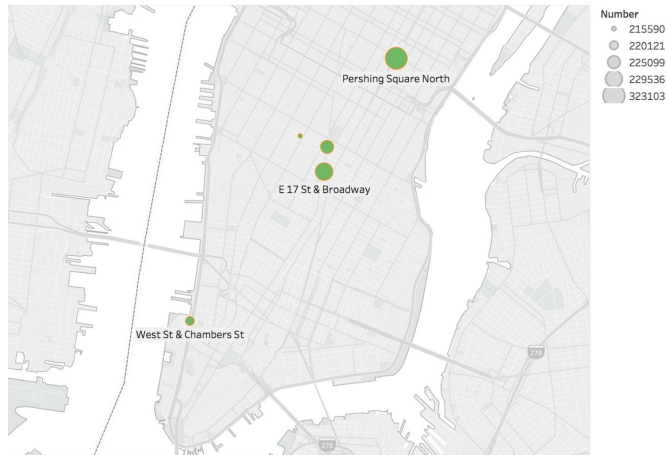 Number
215590
220121
225099
229536
323103
Pershing Square North
E 17 St & Broadway
West St & Chambers St
278
278